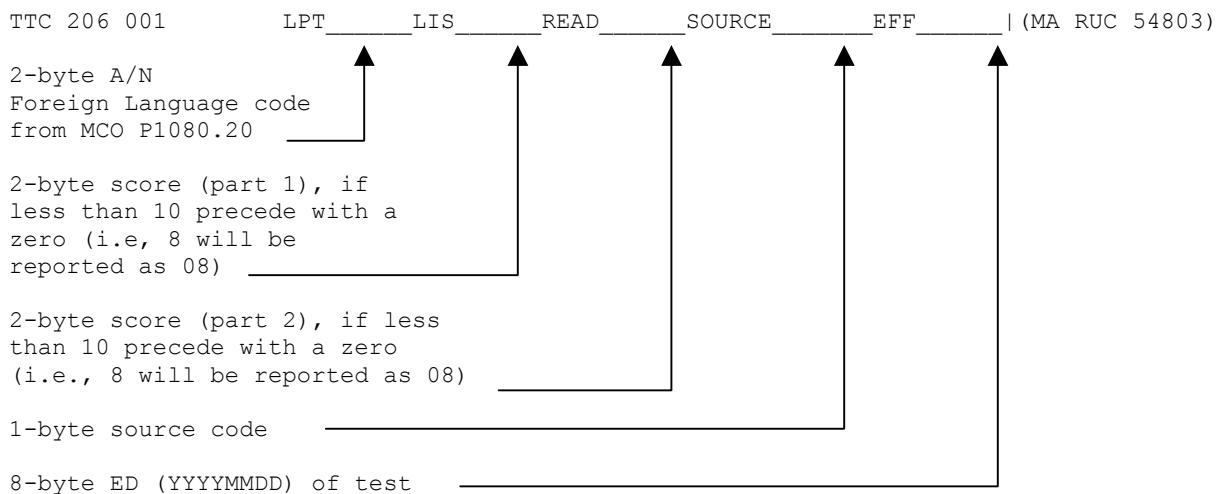 TTC 206 001 LPT______LIS______READ______SOURCE_______EFF______|(MA RUC 54803)
2-byte A/N
Foreign Language code
from MCO P1080.20
2-byte score (part 1), if
less than 10 precede with a
zero (i.e, 8 will be
reported as 08)
2-byte score (part 2), if less
than 10 precede with a zero
(i.e., 8 will be reported as 08)
1-byte source code
8-byte ED (YYYYMMDD) of test